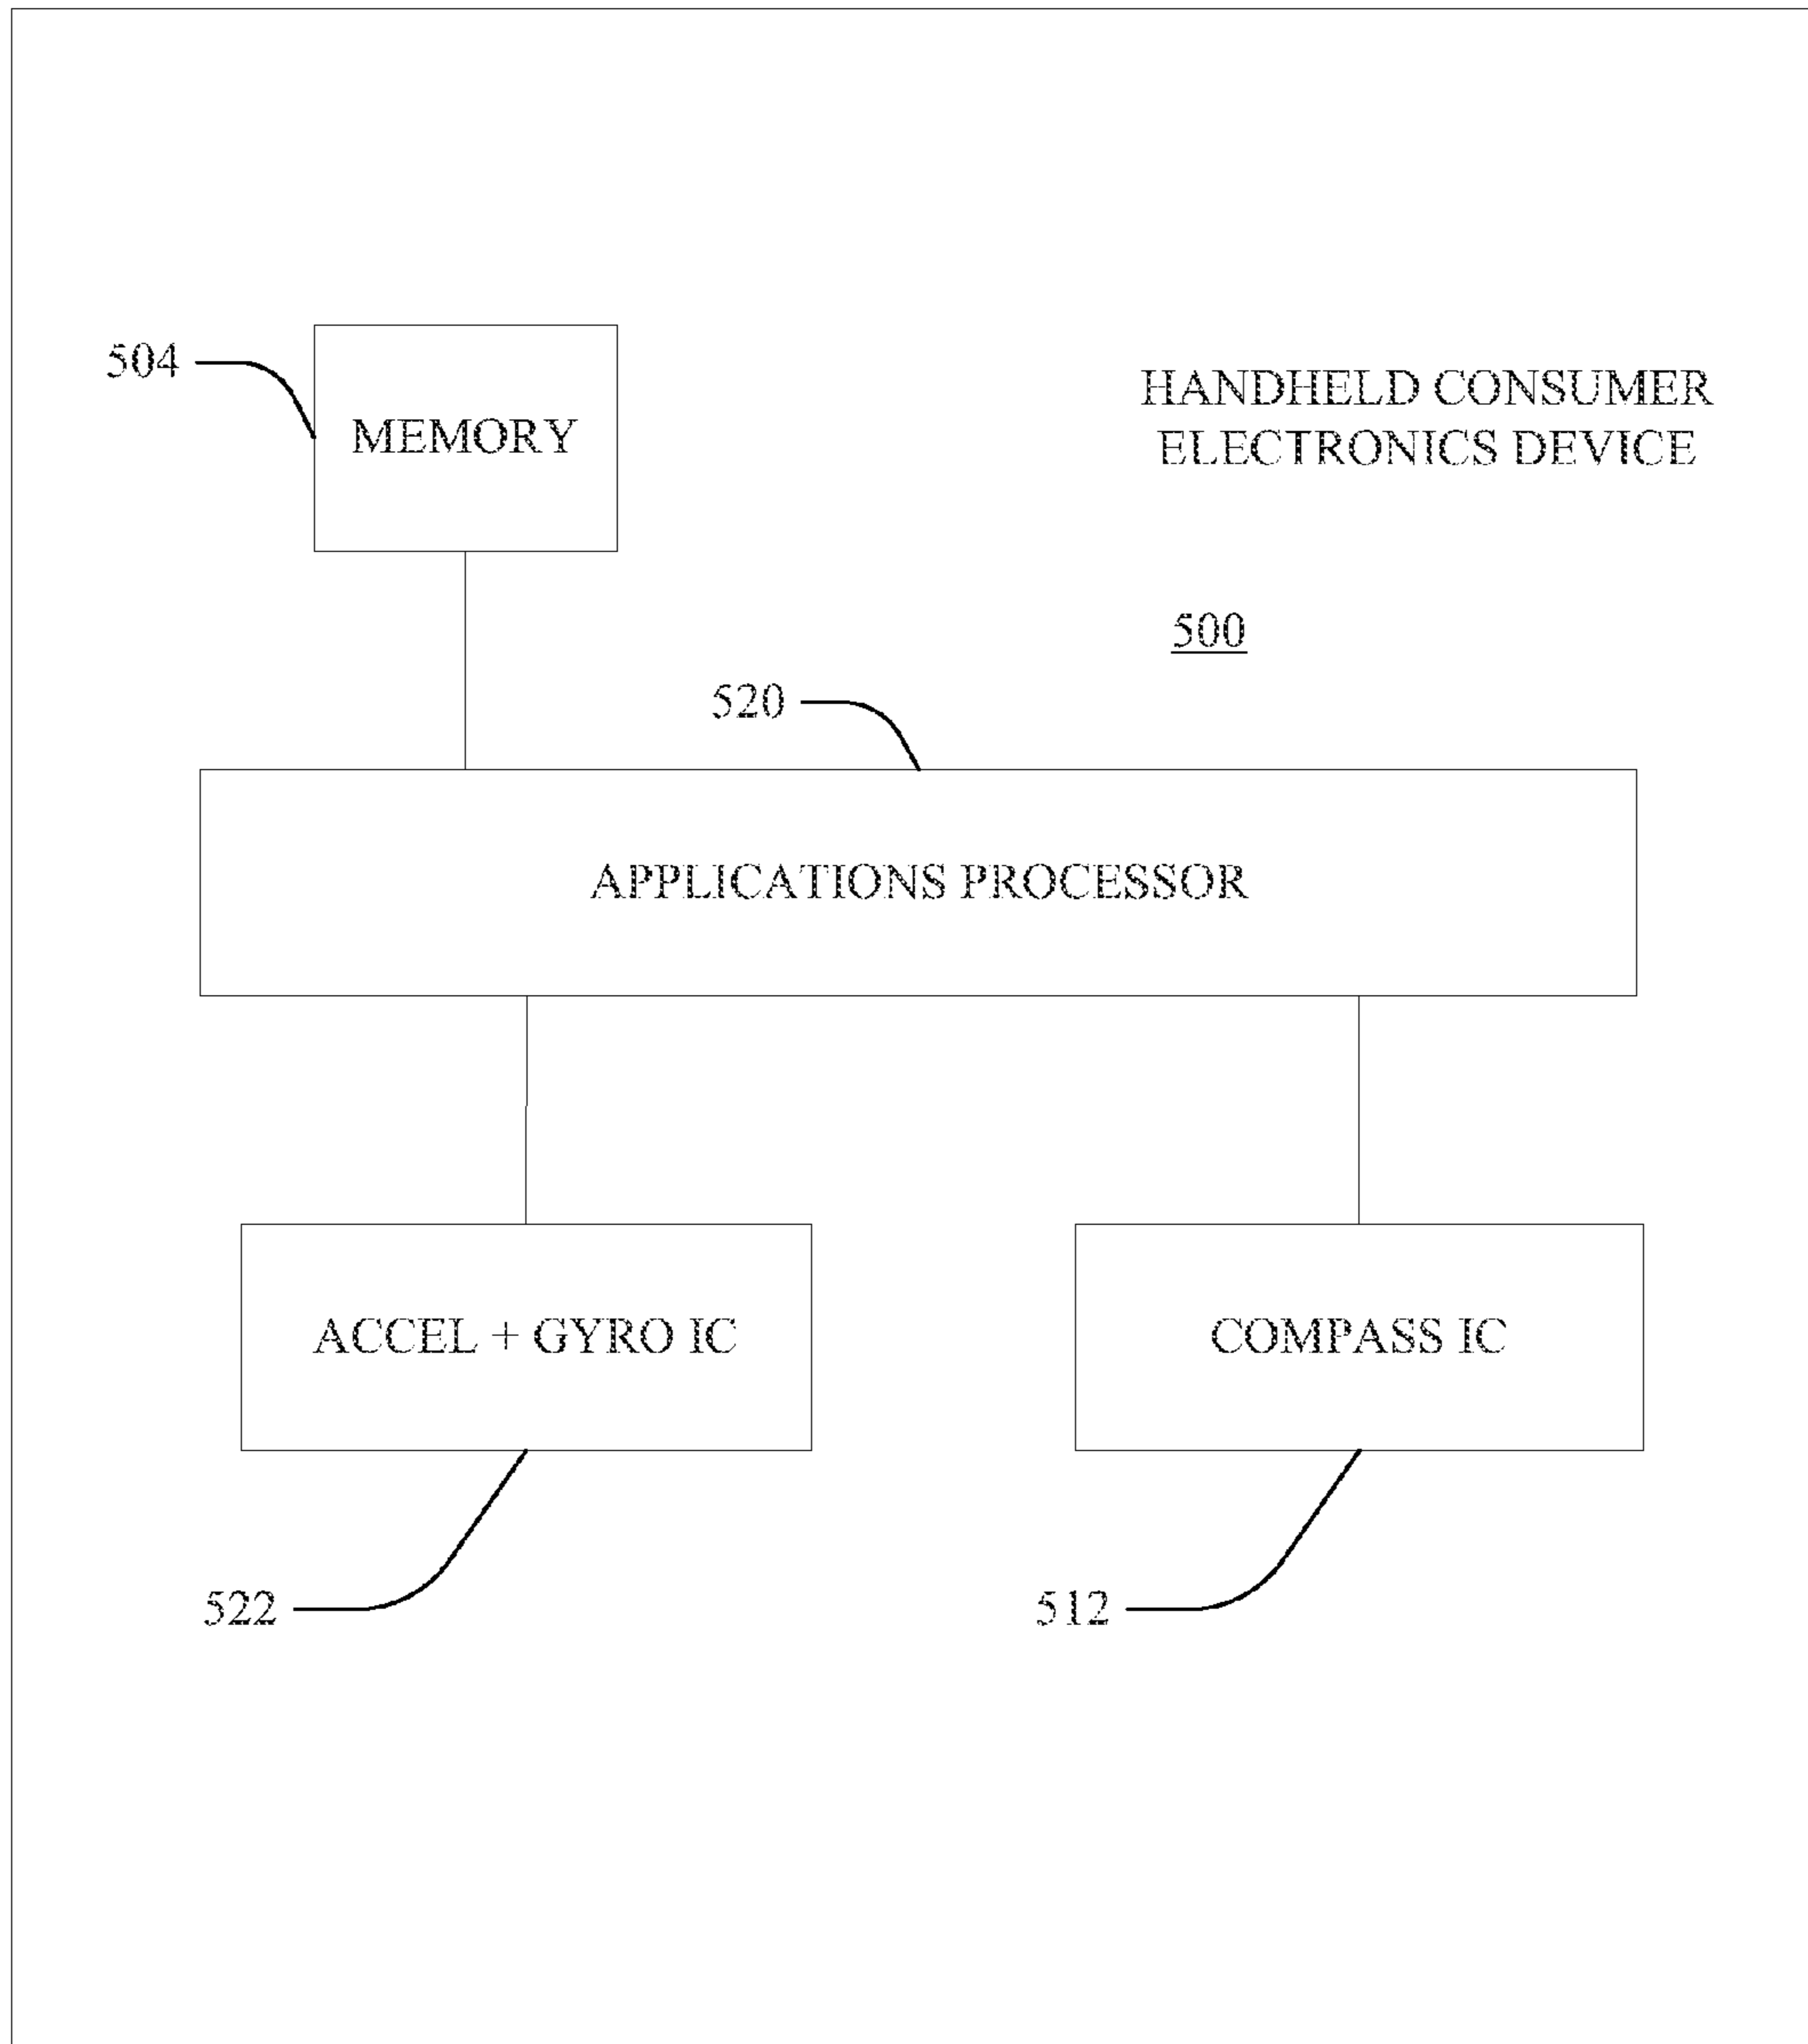 504
MEMORY
HANDHELD CONSUMER
ELECTRONICS DEVICE
500
520
APPLICATIONS PROCESSOR
ACCEL + GYRO IC
COMPASS IC
522
512